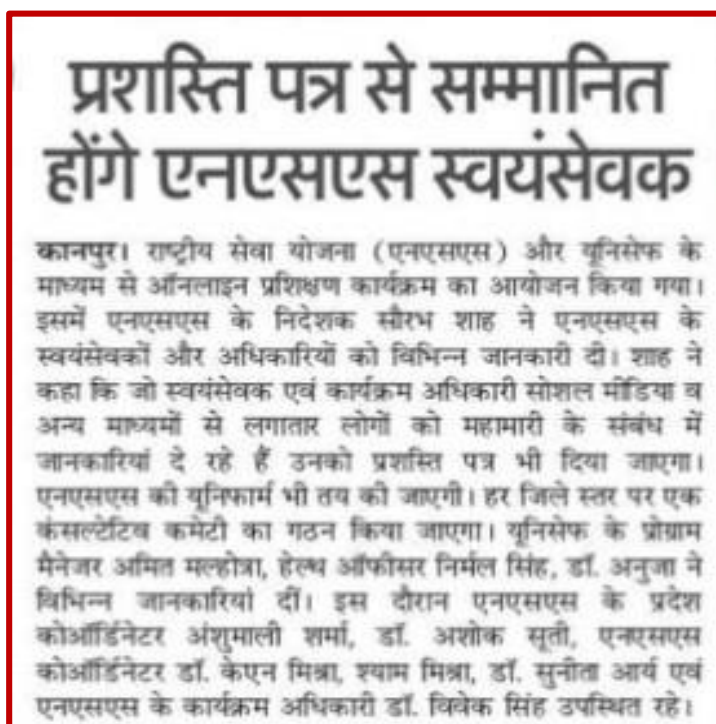 प्रशस्ति पत्र से सम्मानित
होंगे एनएसएस स्वयंसेवक
कानपुर। राष्ट्रीय सेवा योजना (एनएसएस) और यूनिसेफ के
माध्यम से ऑनलाइन प्रशिक्षण कार्यक्रम का आयोजन किया गया।
इसमें एनएसएस के निदेशक सौरभ शाह ने एनएसएस के
स्वयंसेवकों और अधिकारियों को विभिन्न जानकारी दी। शाह ने
कहा कि जो स्वयंसेवक एवं कार्यक्रम अधिकारी सोशल मीडिया व
अन्य माध्यमों से लगातार लोगों को महामारी के संबंध में
जानकारियां दे रहे हैं उनको प्रशस्ति पत्र भी दिया जाएगा।
एनएसएस की यूनिफार्म भी तय की जाएगी। हर जिले स्तर पर एक
कंसल्टेटिव कमेटी का गठन किया जाएगा। यूनिसेफ के प्रोग्राम
मैनेजर अमित मल्होत्रा, हेल्थ ऑफीसर निर्मल सिंह, डॉ. अनुजा ने
विभिन्न जानकारियां दीं। इस दौरान एनएसएस के प्रदेश
कोऑर्डिनेटर अंशुमाली शर्मा, डॉ. अशोक सूती, एनएसएस
कोऑर्डिनेटर डॉ. केएन मिश्रा, श्याम मिश्रा, डॉ. सुनीता आर्य एवं
एनएसएस के कार्यक्रम अधिकारी डॉ. विवेक सिंह उपस्थित रहे।